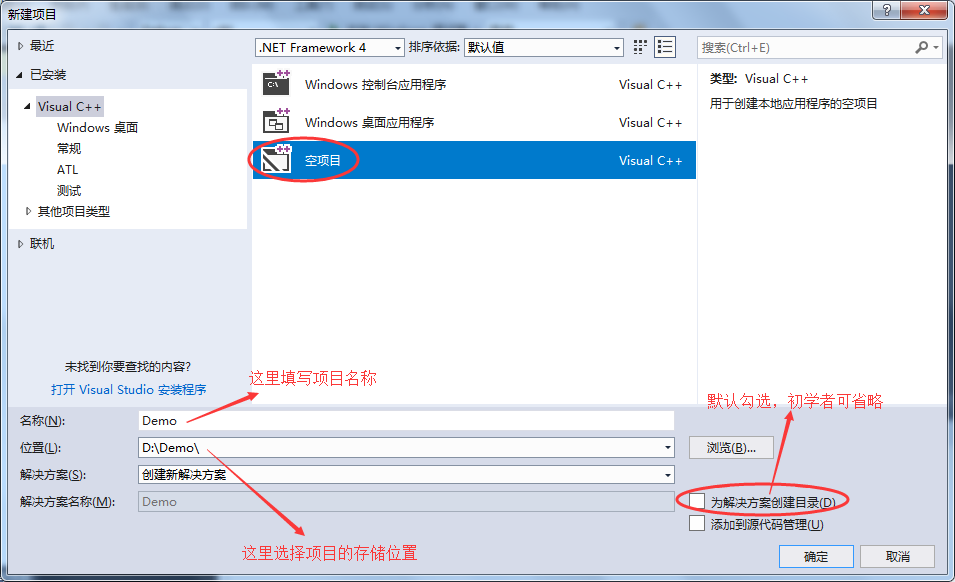 新建项目
最近
已安装
Visual C++
Windows 桌面
常规
ATL
测试
其他项目类型
联机
未找到你要查找的内容?
打开 Visual Studio 安装程序
.NET Framework 4
排序依据:
默认值
Windows 控制台应用程序 Visual C++
Windows 桌面应用程序 Visual C++
空项目 Visual C++
搜索(Ctrl+E)
类型: Visual C++
用于创建本地应用程序的空项目
这里填写项目名称
默认勾选，初学者可省略
名称(N): Demo
位置(L): D:\Demo\
浏览(B)...
解决方案(S): 创建新解决方案
解决方案名称(M): Demo
为解决方案创建目录(D)
添加到源代码管理(U)
这里选择项目的存储位置
确定
取消